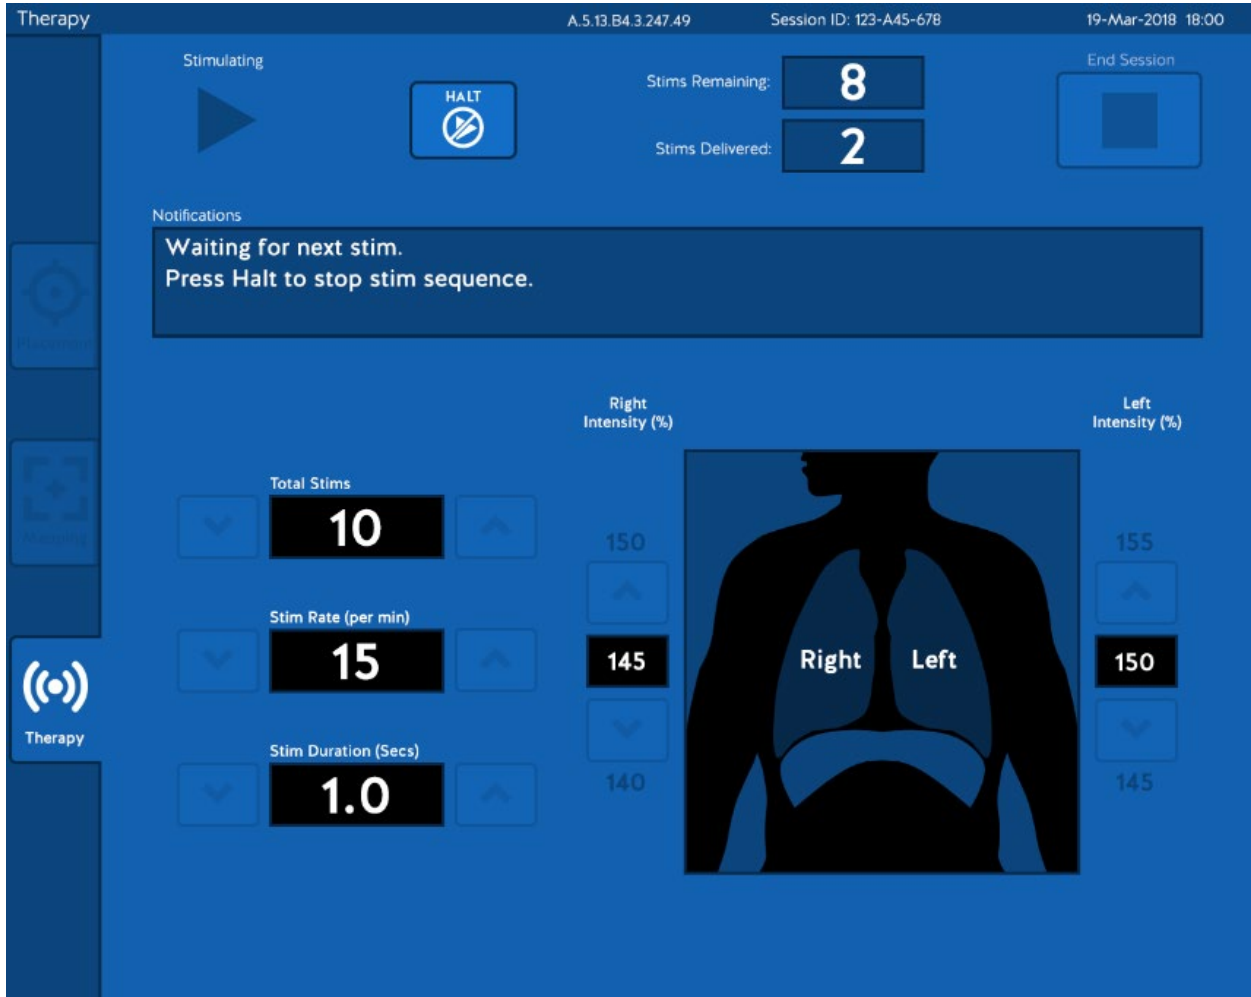 Therapy
A.5.13.B4.3.247.49
Session ID: 123-A45-678
19-Mar-2018 18:00
Stimulating
HALT
Stims Remaining:
8
Stims Delivered:
2
End Session
Notifications
Waiting for next stim.
Press Halt to stop stim sequence.
Placement
Mapping
Therapy
Total Stims
10
Stim Rate (per min)
15
Stim Duration (Secs)
1.0
Right
Intensity (%)
150
145
140
Right
Left
Left
Intensity (%)
155
150
145